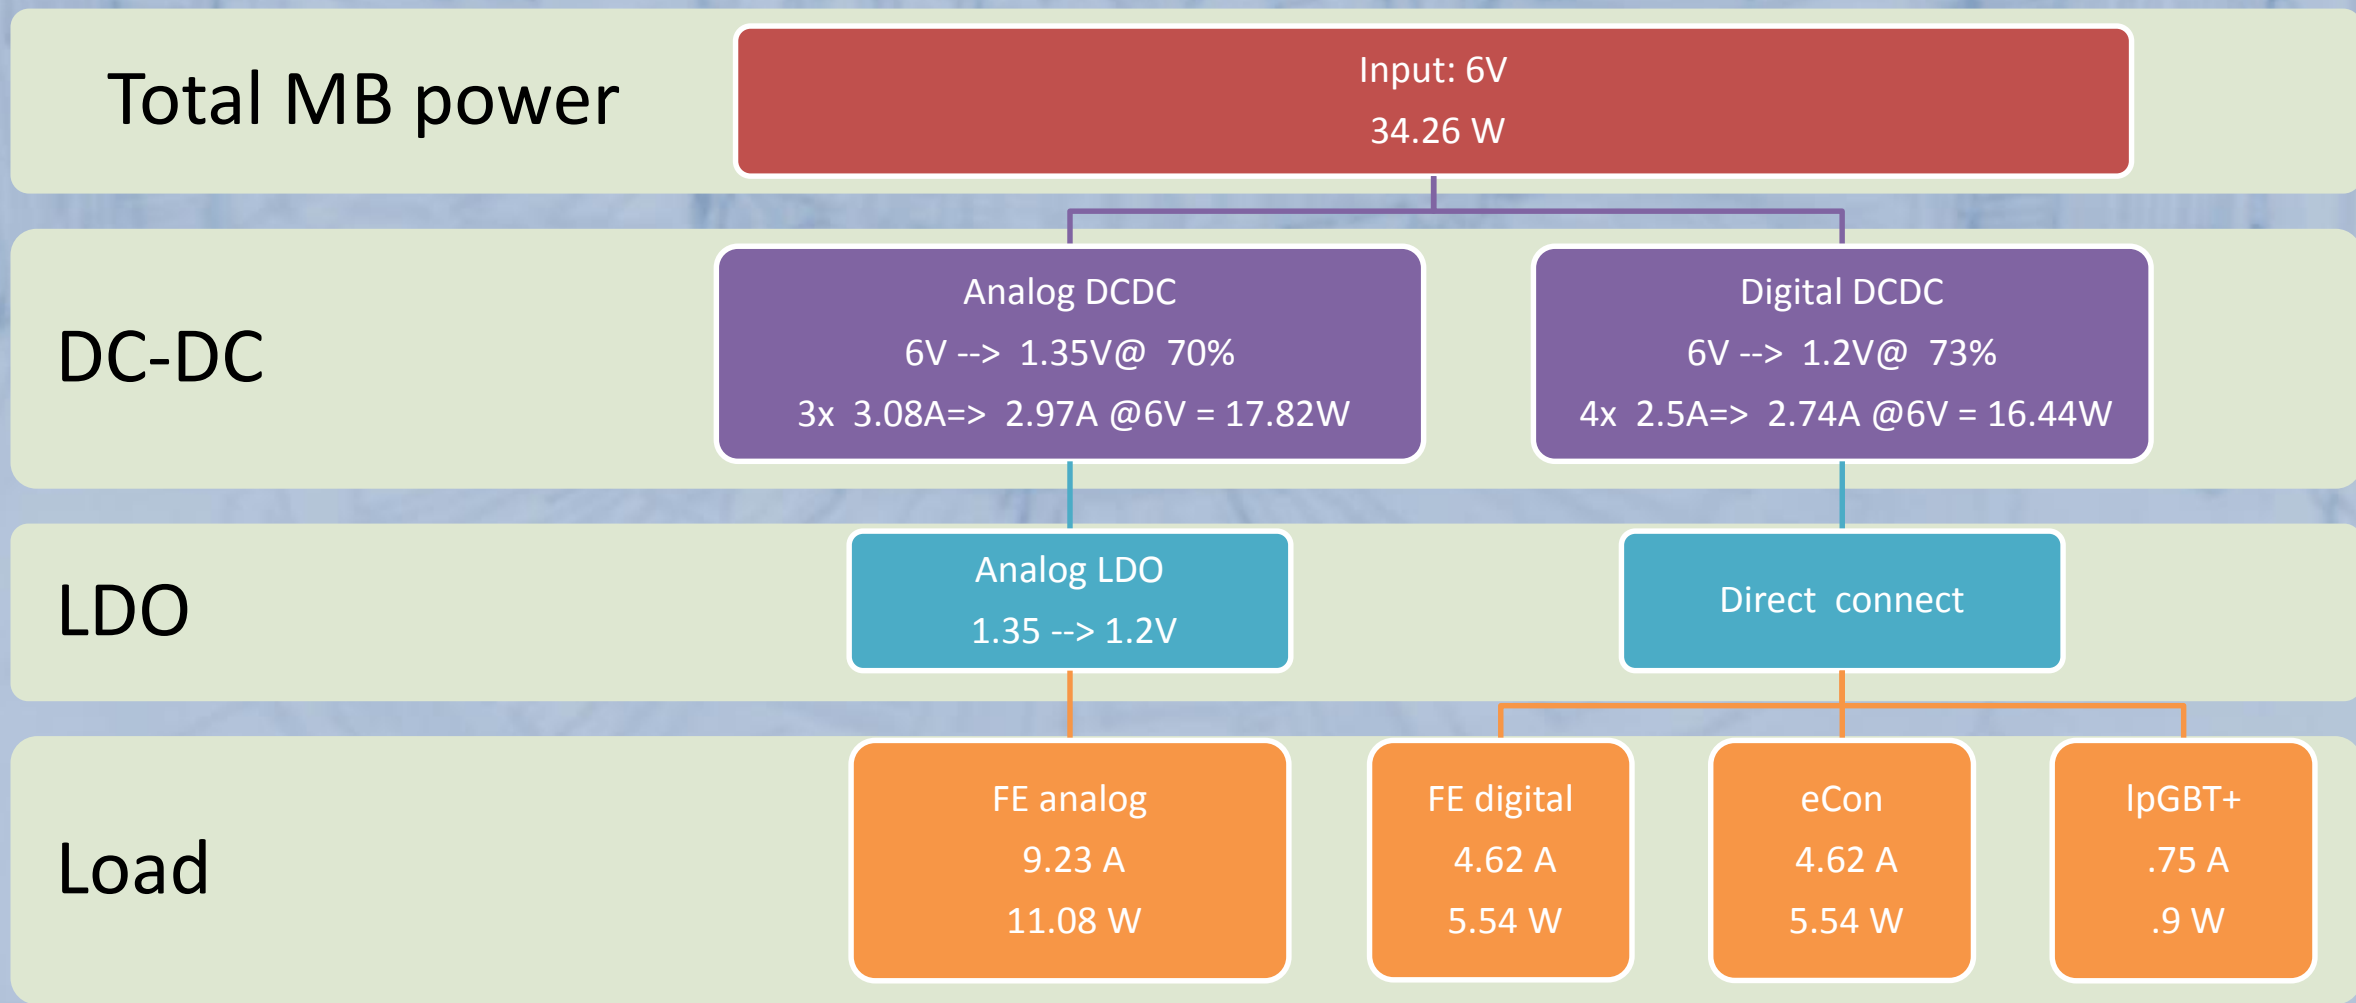 Total MB power
Input: 6V
34.26 W
DC-DC
Analog DCDC
6V --> 1.35V@ 70%
3x 3.08A=> 2.97A @6V = 17.82W
Digital DCDC
6V --> 1.2V@ 73%
4x 2.5A=> 2.74A @6V = 16.44W
LDO
Analog LDO
1.35 --> 1.2V
Direct connect
Load
FE analog
9.23 A
11.08 W
FE digital
4.62 A
5.54 W
eCon
4.62 A
5.54 W
lpGBT+
.75 A
.9 W